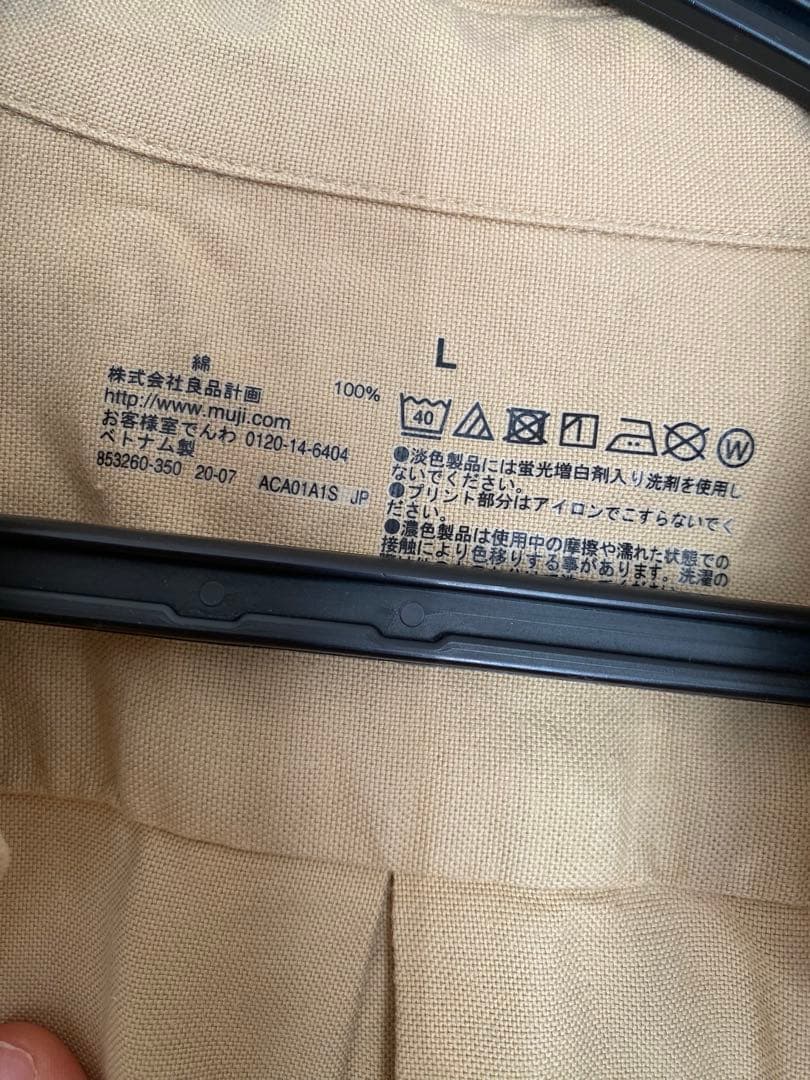 L
綿 100%
株式会社良品計画
http://www.muji.com
お客様室でんわ 0120-14-6404
ベトナム製
853260-350 20-07 ACA01A1S JP
40
W
●淡色製品には蛍光増白剤入り洗剤を使用し
ないでください。
●プリント部分はアイロンでこすらないでく
ださい。
●濃色製品は使用中の摩擦や濡れた状態での
接触により色移りする事があります。洗濯の